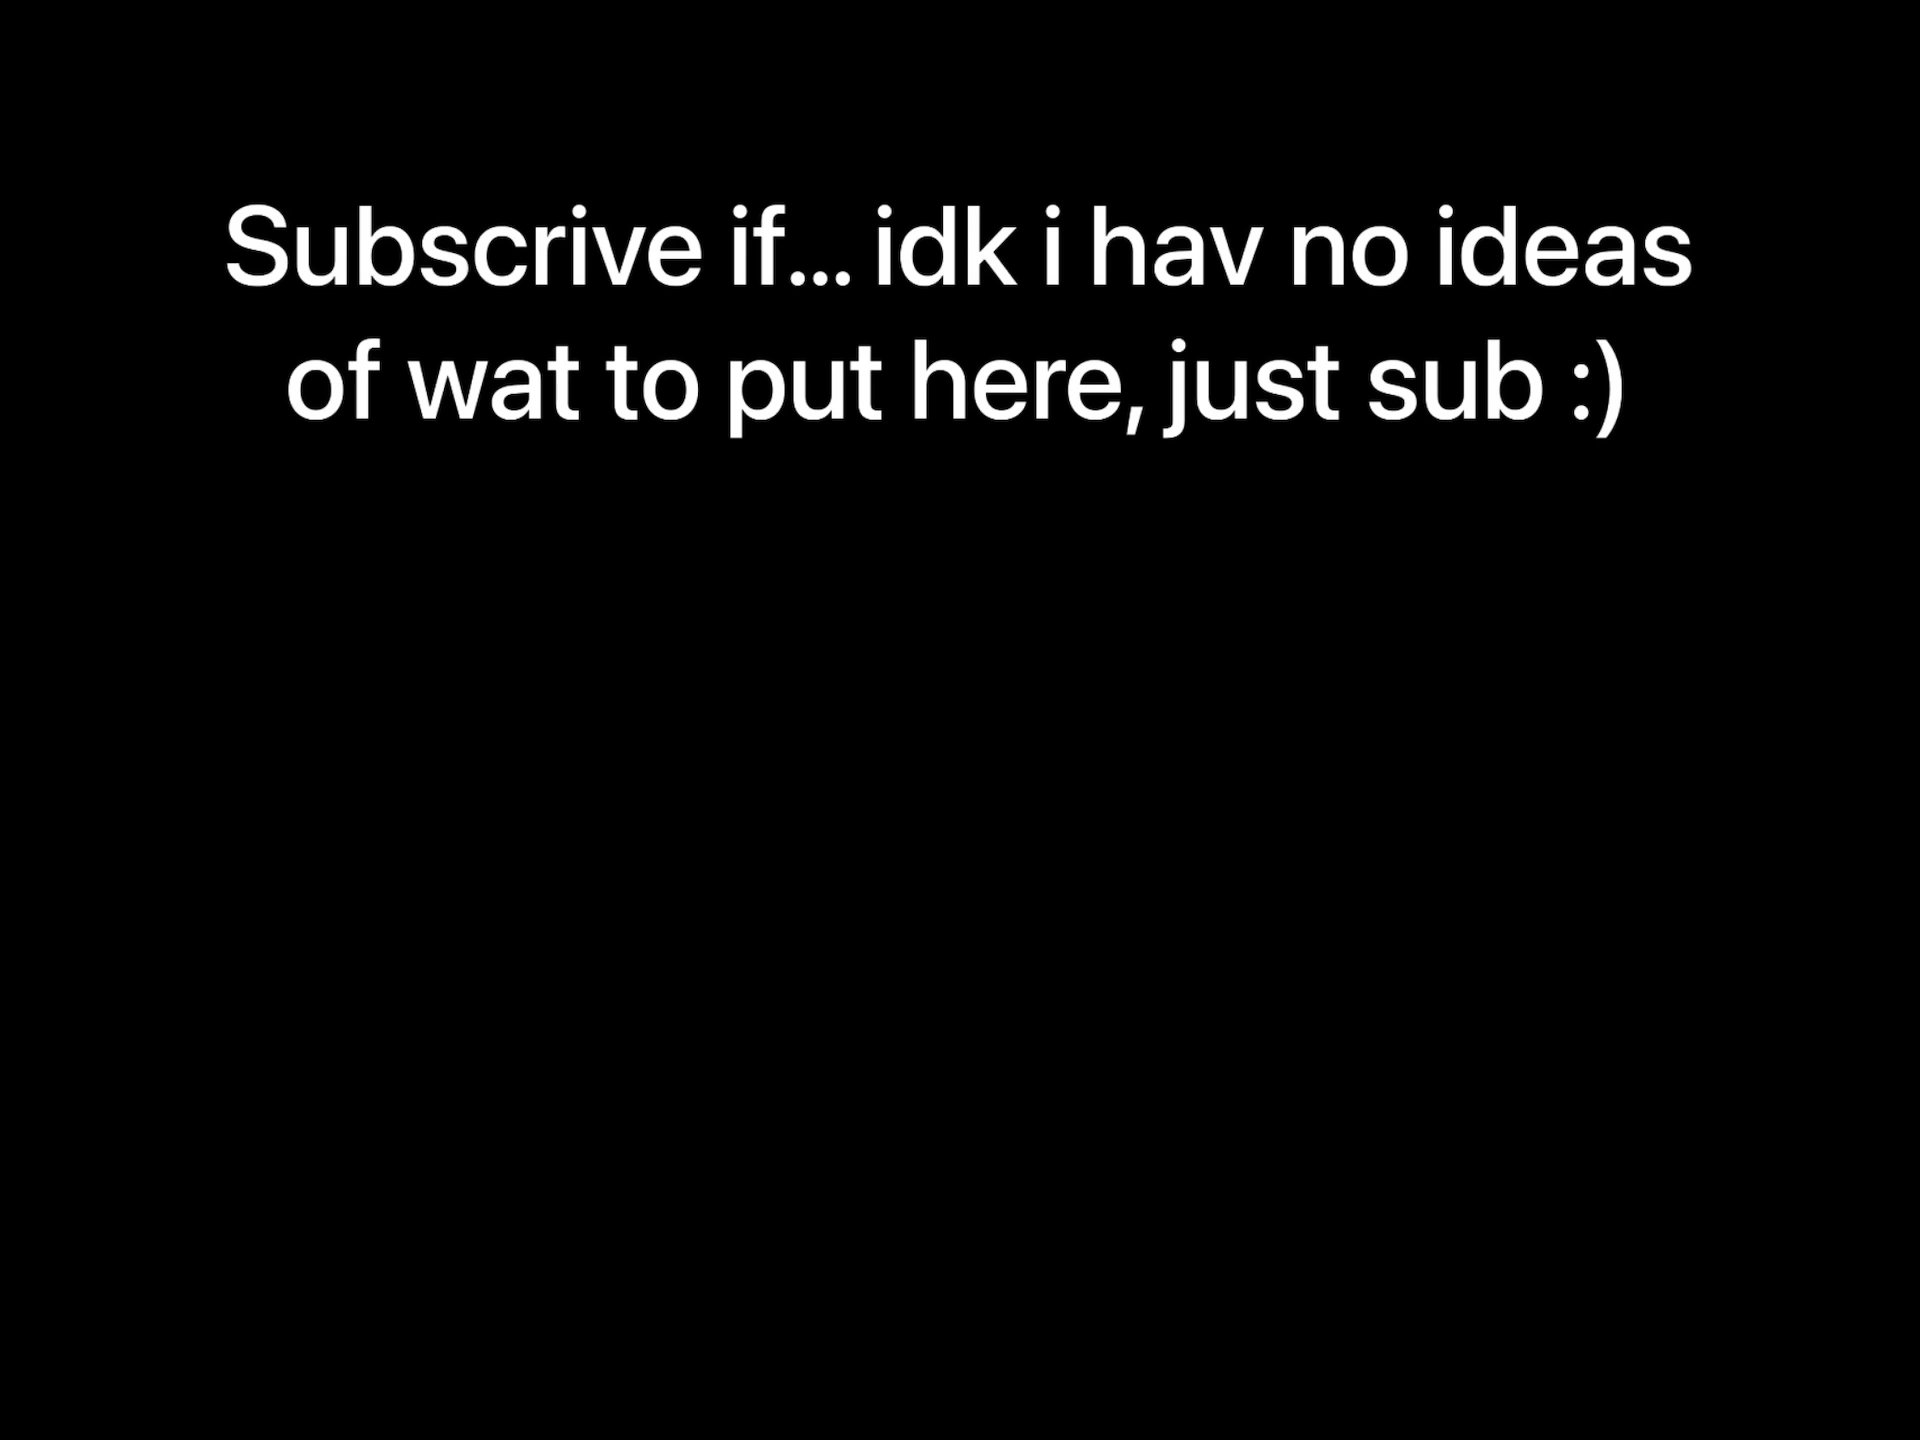 Subscrive if... idk i hav no ideas
of wat to put here, just sub :)